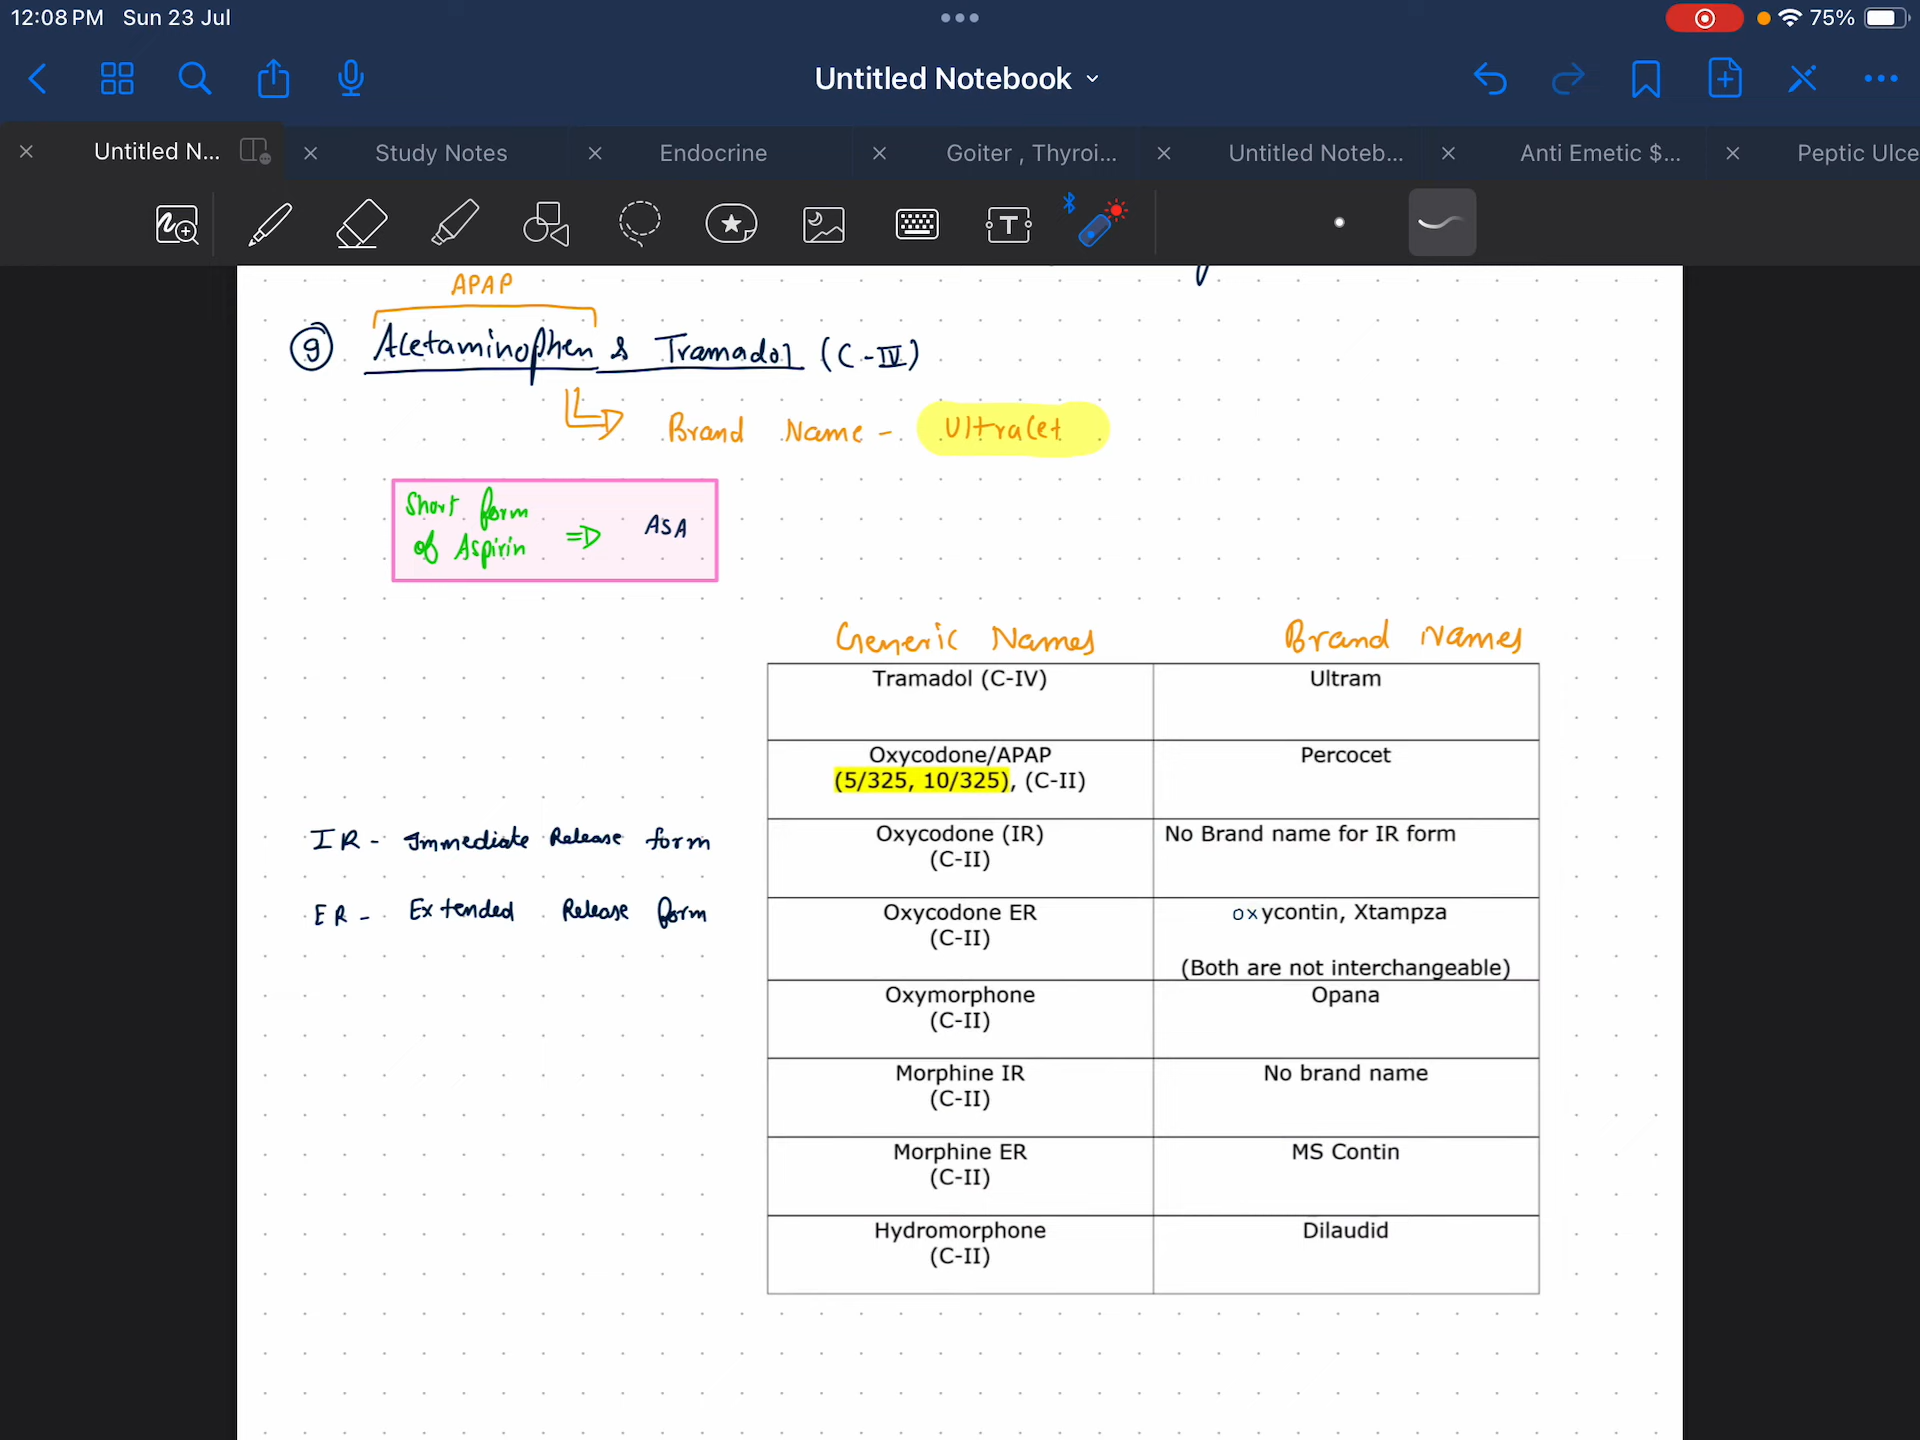 12:08 PM Sun 23 Jul
75%
Untitled Notebook
Untitled N...
Study Notes
Endocrine
Goiter , Thyroi...
Untitled Noteb...
Anti Emetic $...
Peptic Ulce
APAP
9 Acetaminophen & Tramadol (C-IV)
Brand Name - Ultracet
Short form
of Aspirin => ASA
Generic Names Brand Names
Tramadol (C-IV) Ultram
Oxycodone/APAP Percocet
(5/325, 10/325), (C-II)
IR - Immediate Release form
ER - Extended Release form
Oxycodone (IR) No Brand name for IR form
(C-II)
Oxycodone ER oxycontin, Xtampza
(C-II)
(Both are not interchangeable)
Oxymorphone Opana
(C-II)
Morphine IR No brand name
(C-II)
Morphine ER MS Contin
(C-II)
Hydromorphone Dilaudid
(C-II)